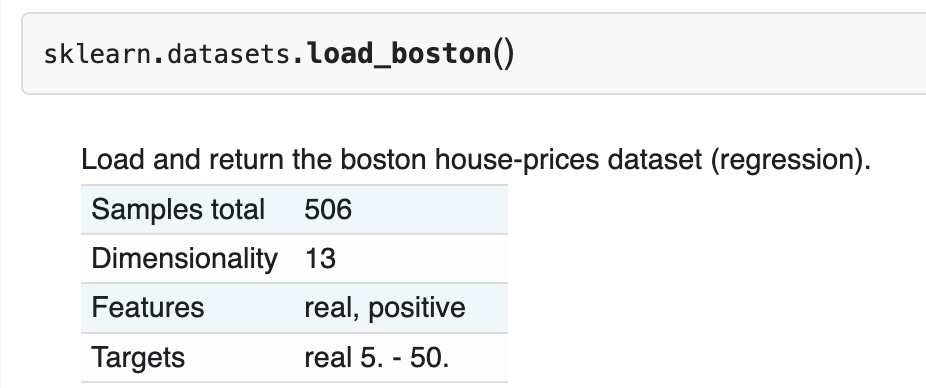 sklearn.datasets.load_boston()
Load and return the boston house-prices dataset (regression).
Samples total 506
Dimensionality 13
Features real, positive
Targets real 5. - 50.